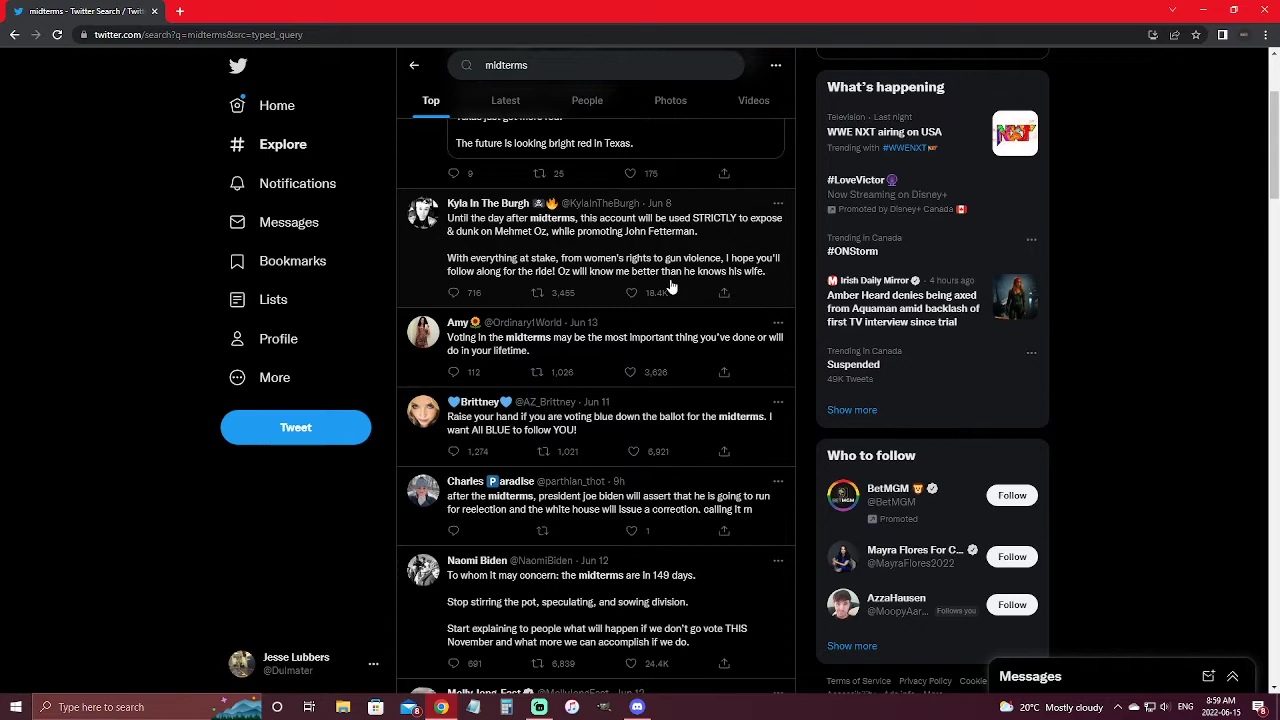 midterms - Twitter Search / Twitter
twitter.com/search?q=midterms&src=typed_query
Home
Explore
Notifications
Messages
Bookmarks
Lists
Profile
More
Tweet
Jesse Lubbers
@Dulmater
midterms
Top Latest People Photos Videos
The future is looking bright red in Texas.
9 25 175
Kyla In The Burgh @KylaInTheBurgh · Jun 8
Until the day after midterms, this account will be used STRICTLY to expose
& dunk on Mehmet Oz, while promoting John Fetterman.
With everything at stake, from women's rights to gun violence, I hope you'll
follow along for the ride! Oz will know me better than he knows his wife.
716 3,455 18.4K
Amy @Ordinary1World · Jun 13
Voting in the midterms may be the most important thing you've done or will
do in your lifetime.
112 1,026 3,626
Brittney @AZ_Brittney · Jun 11
Raise your hand if you are voting blue down the ballot for the midterms. I
want All BLUE to follow YOU!
1,274 1,021 6,921
Charles P aradise @parthian_thot · 9h
after the midterms, president joe biden will assert that he is going to run
for reelection and the white house will issue a correction. calling it rn
1
Naomi Biden @NaomiBiden · Jun 12
To whom it may concern: the midterms are in 149 days.
Stop stirring the pot, speculating, and sowing division.
Start explaining to people what will happen if we don't go vote THIS
November and what more we can accomplish if we do.
691 6,839 24.4K
Molly Jong-Fast @MollyJongFast · Jun 12
What's happening
Television · Last night
WWE NXT airing on USA
Trending with #WWENXT
#LoveVictor
Now Streaming on Disney+
Promoted by Disney+ Canada
Trending in Canada
#ONStorm
Irish Daily Mirror · 4 hours ago
Amber Heard denies being axed
from Aquaman amid backlash of
first TV interview since trial
Trending in Canada
Suspended
49K Tweets
Show more
Who to follow
BetMGM
@BetMGM
Promoted
Follow
Mayra Flores For C...
@MayraFlores2022
Follow
AzzaHausen
@MoopyAar... Follows you
Follow
Show more
Terms of Service Privacy Policy Cookie
Messages
Type here to search
8
20°C Mostly cloudy
8:59 AM
2022-06-15